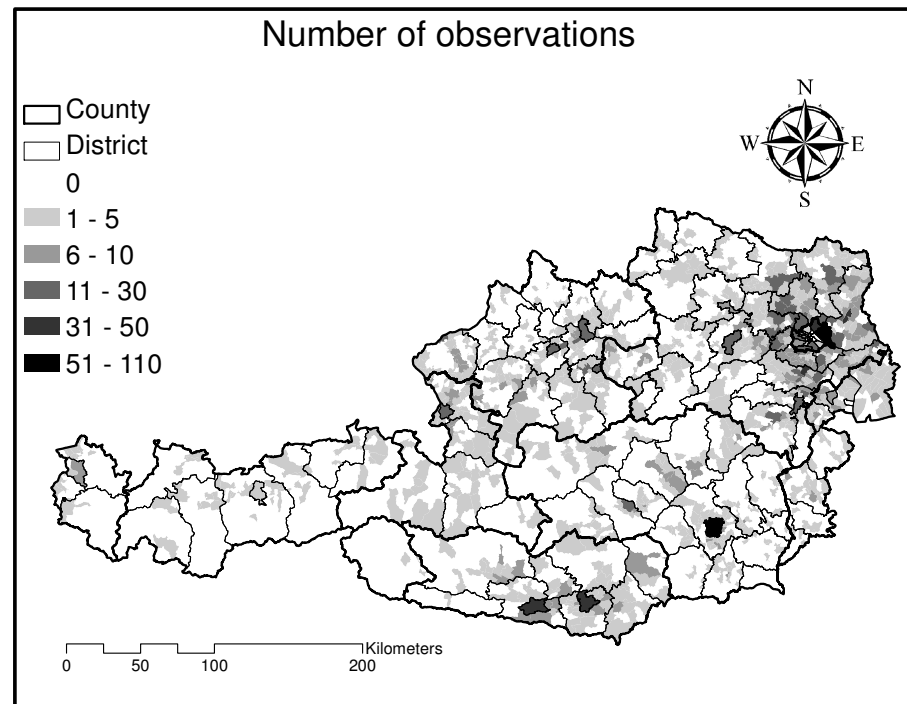 Number of observations
County
District
0
1 - 5
6 - 10
11 - 30
31 - 50
51 - 110
N
W E
S
Kilometers
0 50 100 200